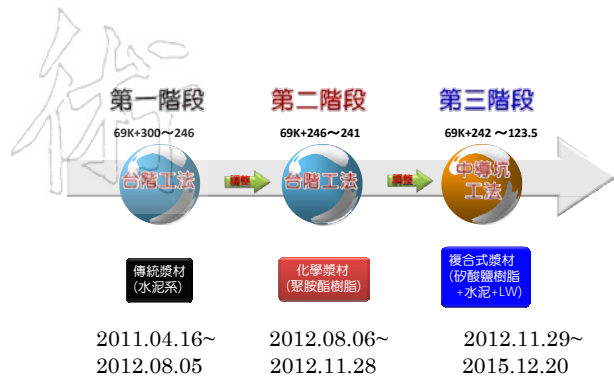 術
第一階段
第二階段
第三階段
69K+300～246
69K+246～241
69K+242 ～123.5
台階工法
調整
台階工法
調整
中導坑
工法
傳統漿材
(水泥系)
化學漿材
(聚胺酯樹脂)
複合式漿材
(矽酸鹽樹脂
+水泥+LW)
2011.04.16~
2012.08.05
2012.08.06~
2012.11.28
2012.11.29~
2015.12.20